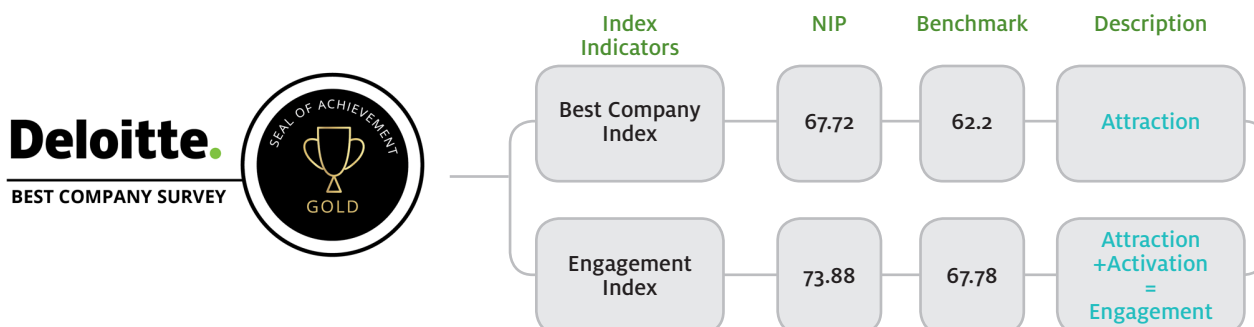 Index
Indicators
NIP
Benchmark
Description
Deloitte.
BEST COMPANY SURVEY
SEAL OF ACHIEVEMENT
GOLD
Best Company
Index
67.72
62.2
Attraction
Engagement
Index
73.88
67.78
Attraction
+Activation
=
Engagement